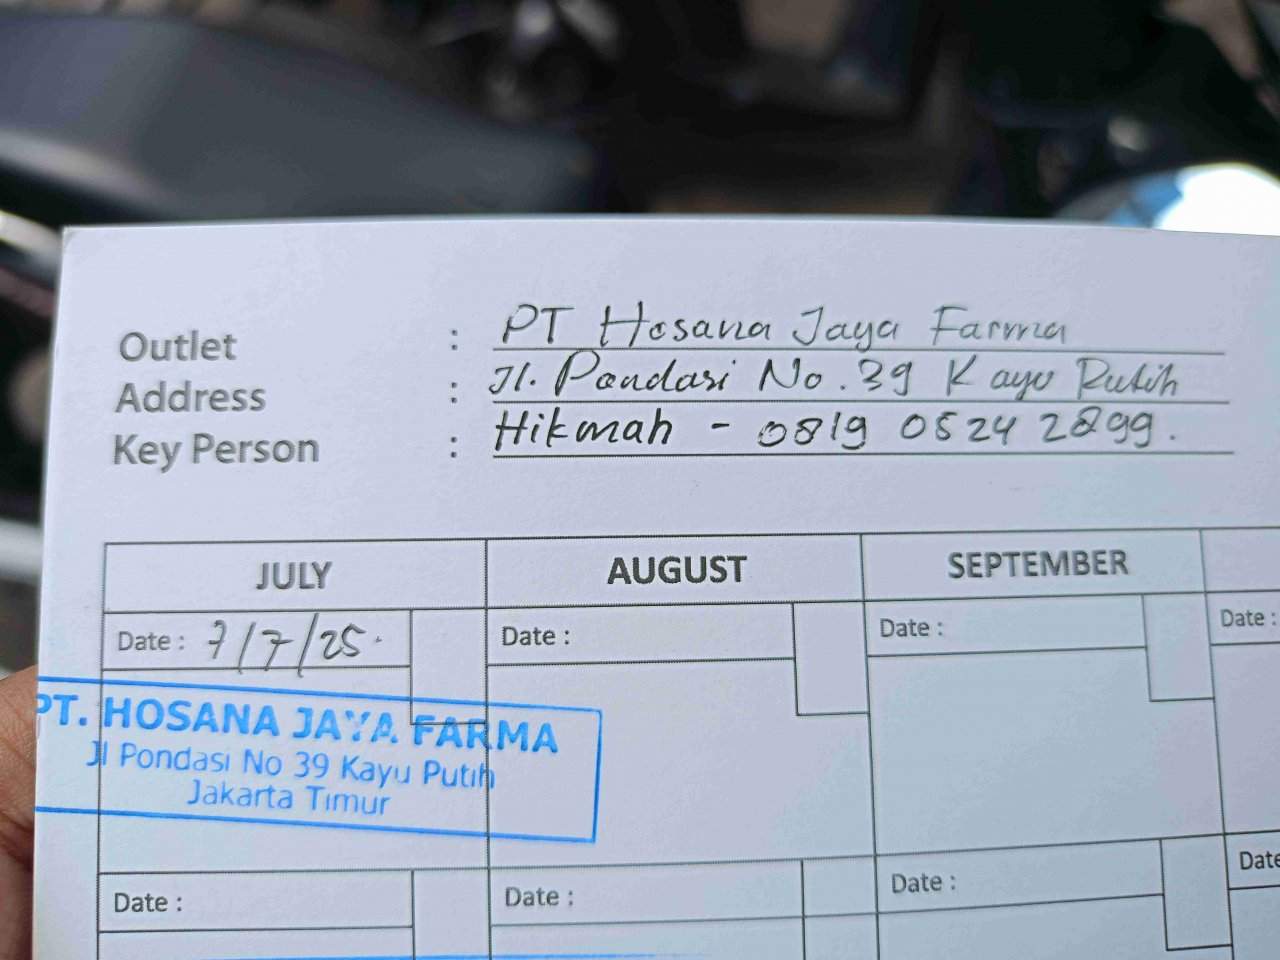 Outlet : PT Hosana Jaya Farma
Address : Jl. Pondasi No. 39 Kayu Putih
Key Person : Hikmah - 0819 0524 2899.
JULY AUGUST SEPTEMBER
Date : 7/7/25. Date : Date : Date :
PT. HOSANA JAYA FARMA
Jl Pondasi No 39 Kayu Putih
Jakarta Timur
Date : Date : Date : Date